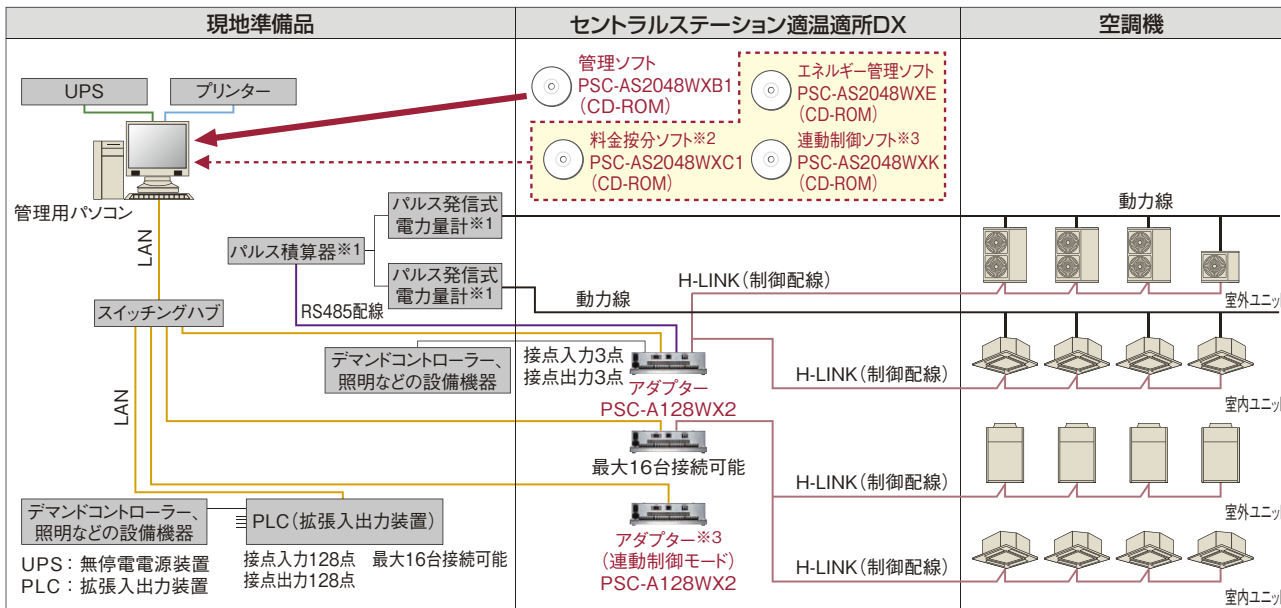 現地準備品
セントラルステーション適温適所DX
空調機
UPS
プリンター
管理用パソコン
管理ソフト
PSC-AS2048WXB1
(CD-ROM)
エネルギー管理ソフト
PSC-AS2048WXE
(CD-ROM)
料金按分ソフト※2
PSC-AS2048WXC1
(CD-ROM)
連動制御ソフト※3
PSC-AS2048WXK
(CD-ROM)
LAN
パルス発信式
電力量計※1
パルス積算器※1
パルス発信式
電力量計※1
動力線
H-LINK(制御配線)
動力線
室外ユニット
スイッチングハブ
RS485配線
デマンドコントローラー、
照明などの設備機器
接点入力3点
接点出力3点
アダプター
PSC-A128WX2
H-LINK(制御配線)
室内ユニット
LAN
最大16台接続可能
H-LINK(制御配線)
室外ユニット
デマンドコントローラー、
照明などの設備機器
PLC(拡張入出力装置)
アダプター※3
(連動制御モード)
PSC-A128WX2
H-LINK(制御配線)
室内ユニット
UPS:無停電電源装置
PLC:拡張入出力装置
接点入力128点 最大16台接続可能
接点出力128点